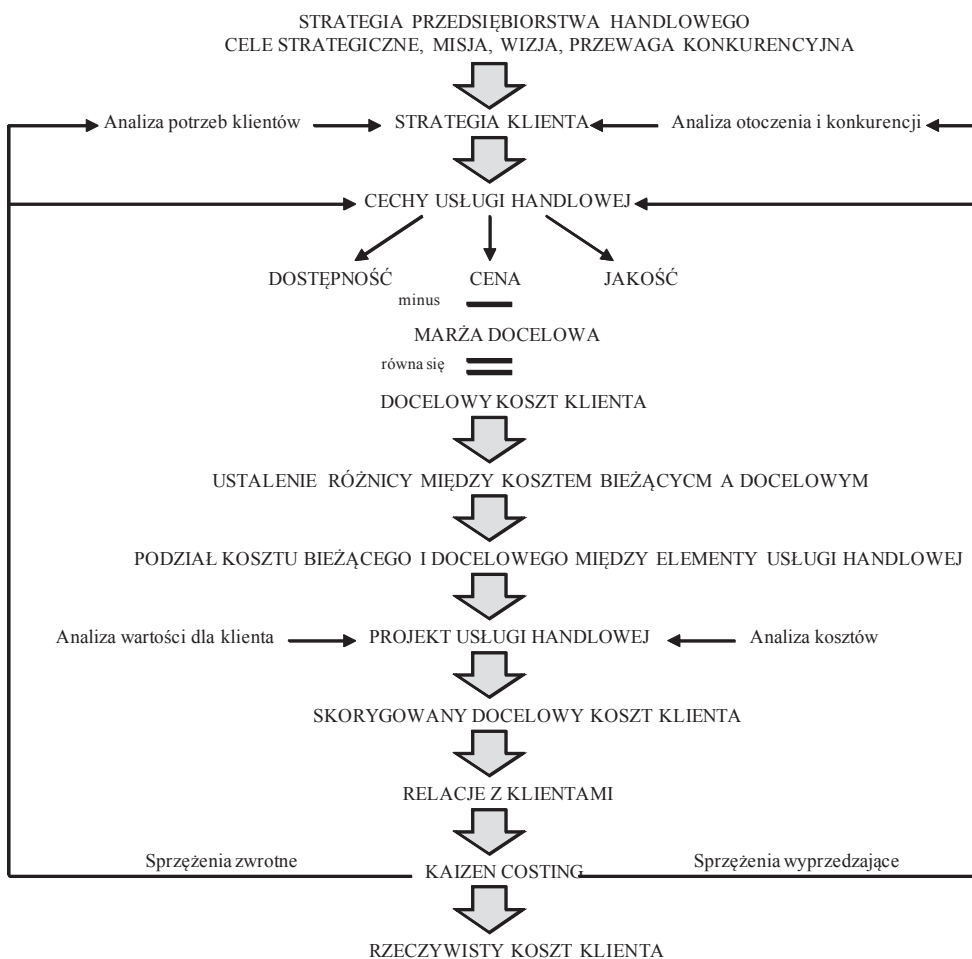 STRATEGIA PRZEDSIĘBIORSTWA HANDLOWEGO
CELE STRATEGICZNE, MISJA, WIZJA, PRZEWAGA KONKURENCYJNA
Analiza potrzeb klientów
STRATEGIA KLIENTA
Analiza otoczenia i konkurencji
CECHY USŁUGI HANDLOWEJ
DOSTĘPNOŚĆ
CENA
JAKOŚĆ
minus
MARŻA DOCELOWA
równa się
DOCELOWY KOSZT KLIENTA
USTALENIE RÓŻNICY MIĘDZY KOSZTEM BIEŻĄCYCM A DOCELOWYM
PODZIAŁ KOSZTU BIEŻĄCEGO I DOCELOWEGO MIĘDZY ELEMENTY USŁUGI HANDLOWEJ
Analiza wartości dla klienta
PROJEKT USŁUGI HANDLOWEJ
Analiza kosztów
SKORYGOWANY DOCELOWY KOSZT KLIENTA
RELACJE Z KLIENTAMI
Sprzężenia zwrotne
KAIZEN COSTING
Sprzężenia wyprzedzające
RZECZYWISTY KOSZT KLIENTA